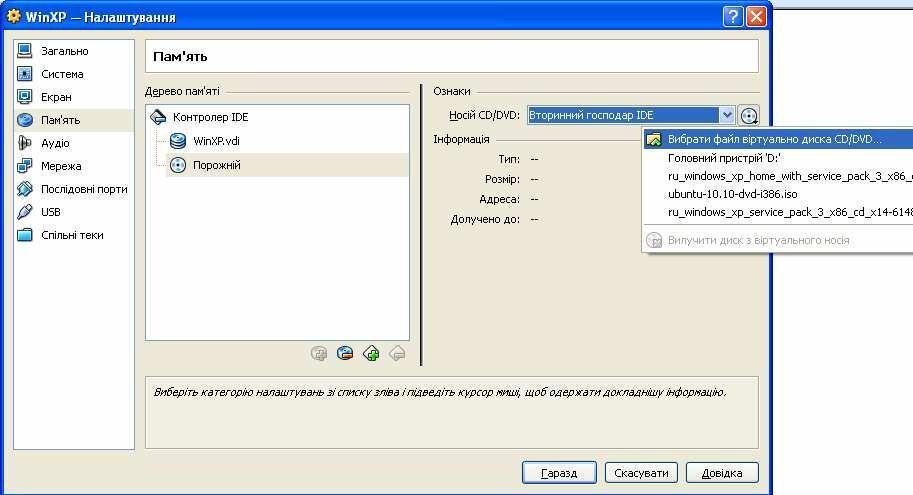 WinXP — Налаштування
Загально
Система
Екран
Пам'ять
Аудіо
Мережа
Послідовні порти
USB
Спільні теки
Пам'ять
Дерево пам'яті
Контролер IDE
WinXP.vdi
Порожній
Ознаки
Носій CD/DVD: Вторинний господар IDE
Інформація
Тип: --
Розмір: --
Адреса: --
Долучено до: --
Вибрати файл віртуально диска CD/DVD...
Головний пристрій 'D:'
ru_windows_xp_home_with_service_pack_3_x86_
ubuntu-10.10-dvd-i386.iso
ru_windows_xp_service_pack_3_x86_cd_x14-6148
Вилучити диск з віртуального носія
Виберіть категорію налаштувань зі списку зліва і підведіть курсор миші, щоб одержати докладнішу інформацію.
Гаразд
Скасувати
Довідка